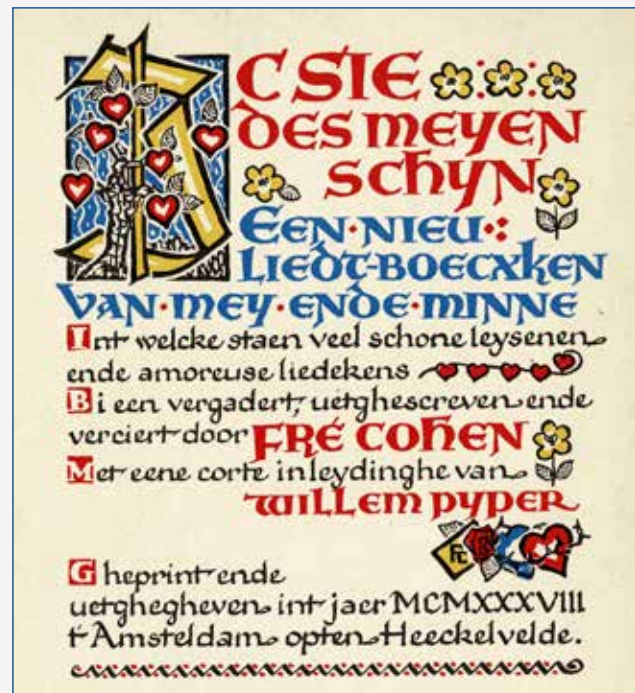 IC SIE
DES MEYEN
SCHYN
EEN·NIEU·:
LIEDT-BOECXKEN
VAN·MEY·ENDE·MINNE
Int welcke staen veel schone leysenen
ende amoreuse liedekens
Bi een vergadert, uetghescreven ende
verciert door FRÉ COHEN
Met eene corte inleydinghe van
WILLEM PYPER
FC
Gheprint ende
uetghegheven int jaer MCMXXXVIII
t'Amsteldam opten Heeckelvelde.